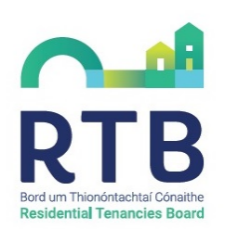 RTB
Bord um Thionóntachtaí Cónaithe
Residential Tenancies Board